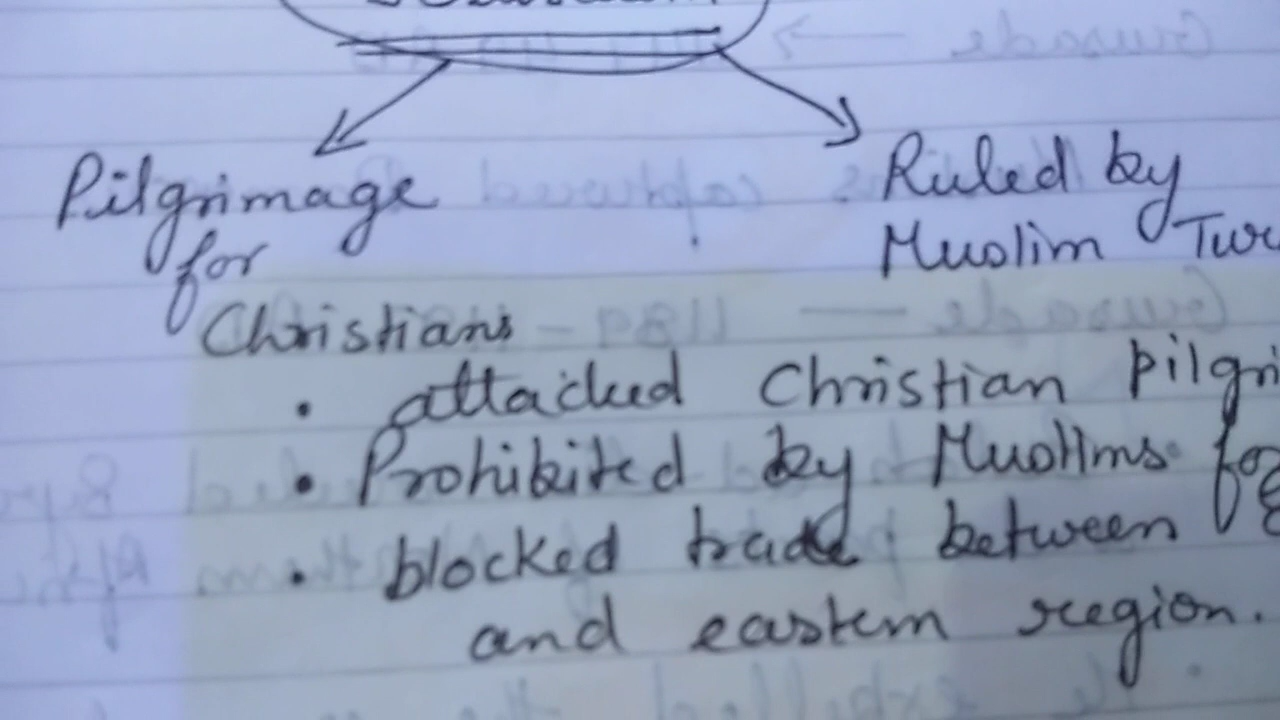 Pilgrimage
for
Christians
Ruled by
Muslim
• attacked Christian
• Prohibited by Muslims
• blocked trade between
and eastern region.